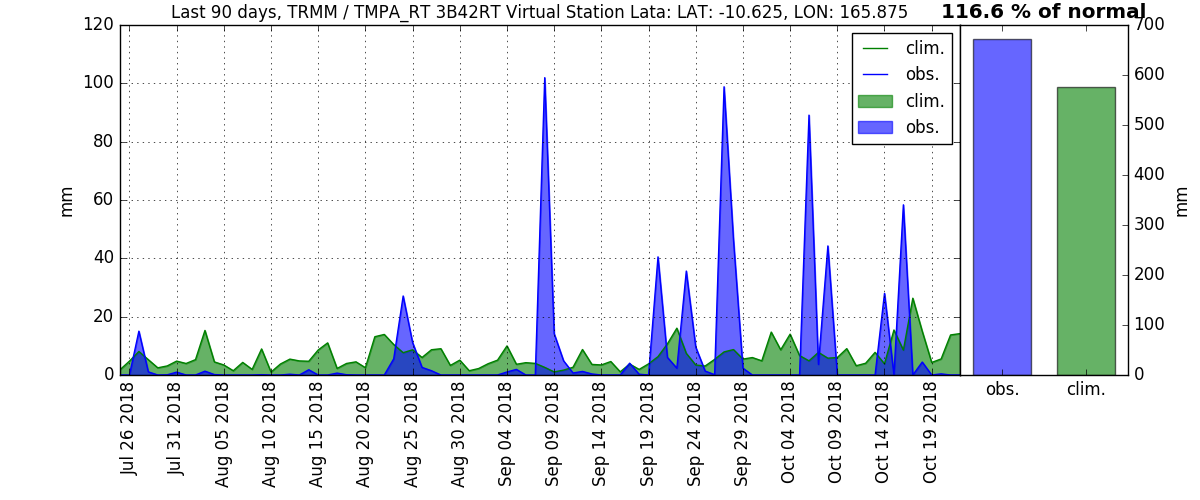 Last 90 days, TRMM / TMPA_RT 3B42RT Virtual Station Lata: LAT: -10.625, LON: 165.875
116.6 % of normal
120
100
80
60
40
20
0
mm
clim.
obs.
clim.
obs.
700
600
500
400
300
200
100
0
mm
obs.
clim.
Jul 26 2018
Jul 31 2018
Aug 05 2018
Aug 10 2018
Aug 15 2018
Aug 20 2018
Aug 25 2018
Aug 30 2018
Sep 04 2018
Sep 09 2018
Sep 14 2018
Sep 19 2018
Sep 24 2018
Sep 29 2018
Oct 04 2018
Oct 09 2018
Oct 14 2018
Oct 19 2018